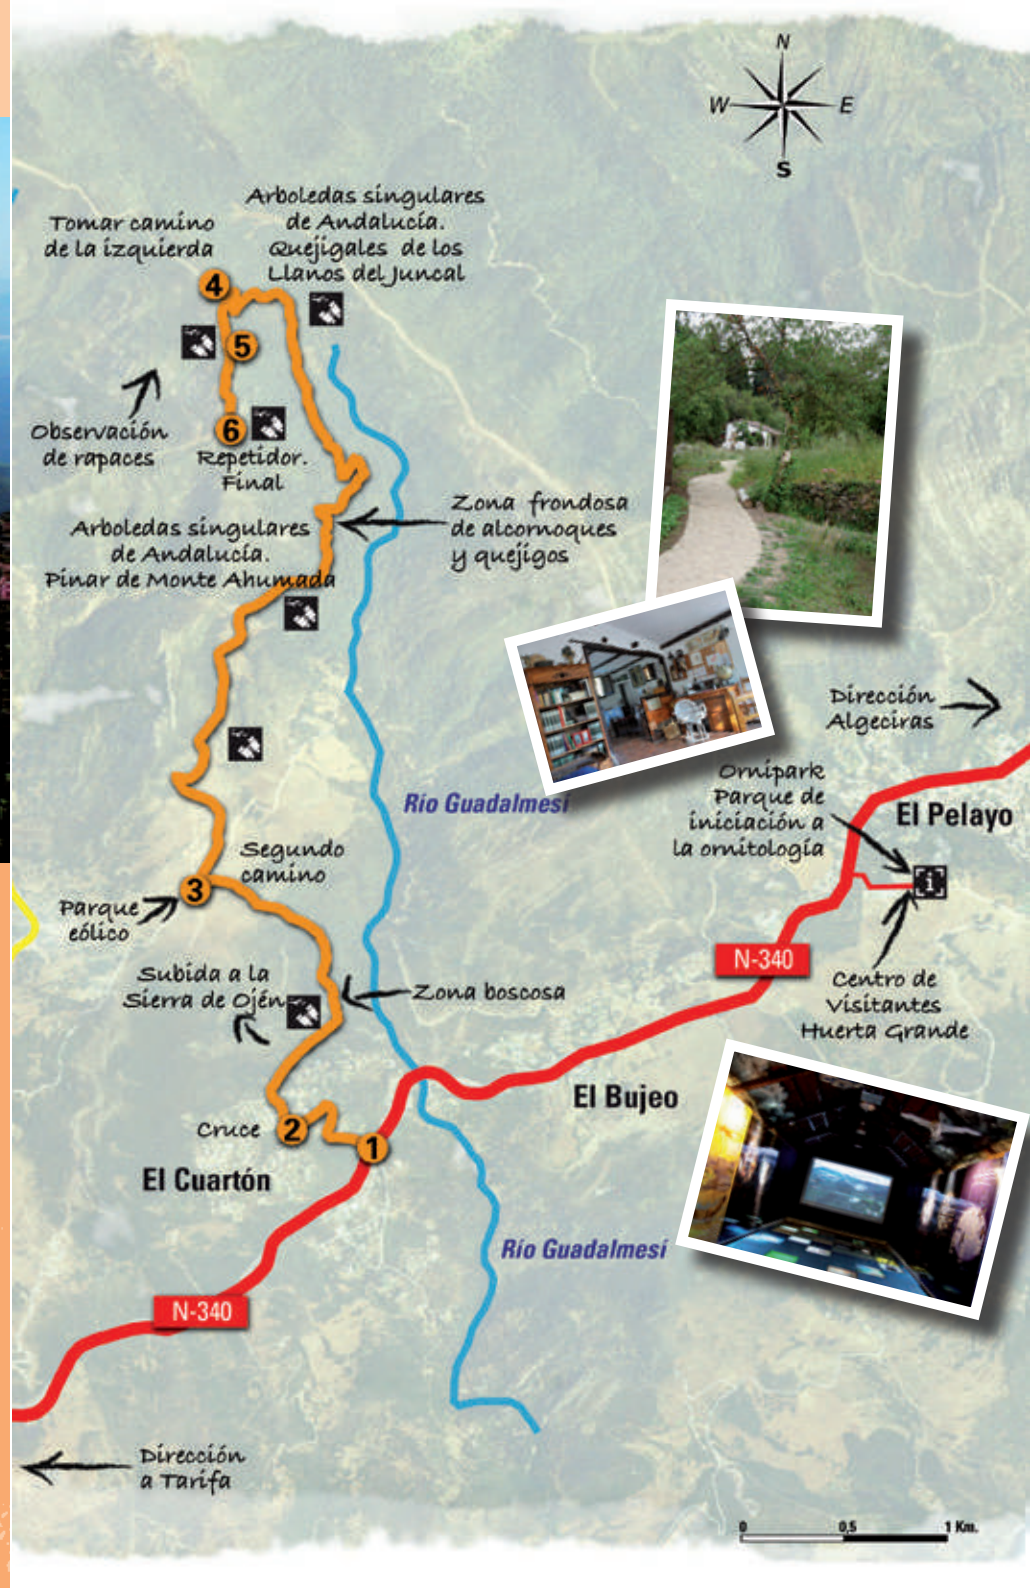 N
W
E
S
Arboledas singulares
de Andalucía.
Quejigales de los
Llanos del Juncal
Tomar camino
de la izquierda
4
5
6
Observación
de rapaces
Repetidor.
Final
Zona frondosa
de alcornoques
y quejigos
Arboledas singulares
de Andalucía.
Pinar de Monte Ahumada
Dirección
Algeciras
Ornipark
Parque de
iniciación a
la ornitología
El Pelayo
Río Guadalmesí
Segundo
camino
3
Parque
eólico
i
N-340
Subida a la
Sierra de Ojén
Zona boscosa
Centro de
Visitantes
Huerta Grande
El Bujeo
Cruce
2
1
El Cuartón
Río Guadalmesí
N-340
Dirección
a Tarifa
0
0,5
1 Km.